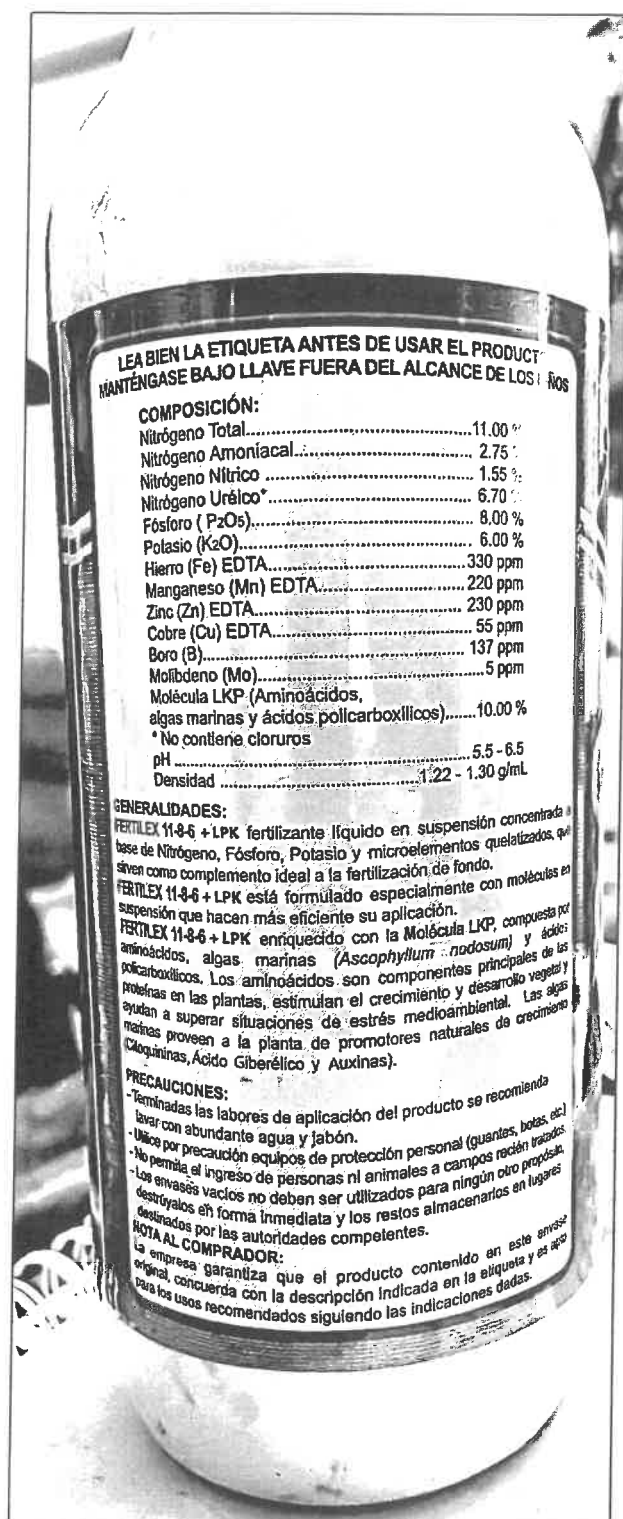 LEA BIEN LA ETIQUETA ANTES DE USAR EL PRODUCT
MANTÉNGASE BAJO LLAVE FUERA DEL ALCANCE DE LOS ÑOS
COMPOSICIÓN:
Nitrógeno Total..............................11.00 %
Nitrógeno Amoniacal.............................. 2.75
Nitrógeno Nítrico .............................. 1.55 %
Nitrógeno Uréico*.............................. 6.70
Fósforo ( P2O5).............................. 8,00 %
Potasio (K2O).............................. 6.00 %
Hierro (Fe) EDTA..............................330 ppm
Manganeso (Mn) EDTA.............................. 220 ppm
Zinc (Zn) EDTA.............................. 230 ppm
Cobre (Cu) EDTA.............................. 55 ppm
Boro (B).............................. 137 ppm
Molibdeno (Mo)..............................5 ppm
Molécula LKP (Aminoácidos,
algas marinas y ácidos policarboxilicos).......10.00 %
* No contiene cloruros
pH .............................. 5.5 - 6.5
Densidad ..............................1.22 - 1.30 g/mL
GENERALIDADES:
FERTILEX 11-8-6 + LPK fertilizante líquido en suspensión concentrada a
base de Nitrógeno, Fósforo, Potasio y microelementos quelatizados, que
sirven como complemento ideal a la fertilización de fondo.
FERTILEX 11-8-6 + LPK está formulado especialmente con moléculas en
suspensión que hacen más eficiente su aplicación.
FERTILEX 11-8-6 + LPK enriquecido con la Molécula LKP, compuesta por
aminoácidos, algas marinas (Ascophyllum nodosum) y ácidos
policarboxílicos. Los aminoácidos son componentes principales de las
proteínas en las plantas, estimulan el crecimiento y desarrollo vegetal y
ayudan a superar situaciones de estrés medioambiental. Las algas
marinas proveen a la planta de promotores naturales de crecimiento
(Citoquininas, Ácido Giberélico y Auxinas).
PRECAUCIONES:
-Terminadas las labores de aplicación del producto se recomienda
lavar con abundante agua y jabón.
- Utilice por precaución equipos de protección personal (guantes, botas, etc.)
- No permita el ingreso de personas ni animales a campos recién tratados.
- Los envases vacíos no deben ser utilizados para ningún otro propósito,
destrúyalos en forma inmediata y los restos almacenarlos en lugares
destinados por las autoridades competentes.
NOTA AL COMPRADOR:
La empresa garantiza que el producto contenido en este envase
original, concuerda con la descripción indicada en la etiqueta y es apto
para los usos recomendados siguiendo las indicaciones dadas.